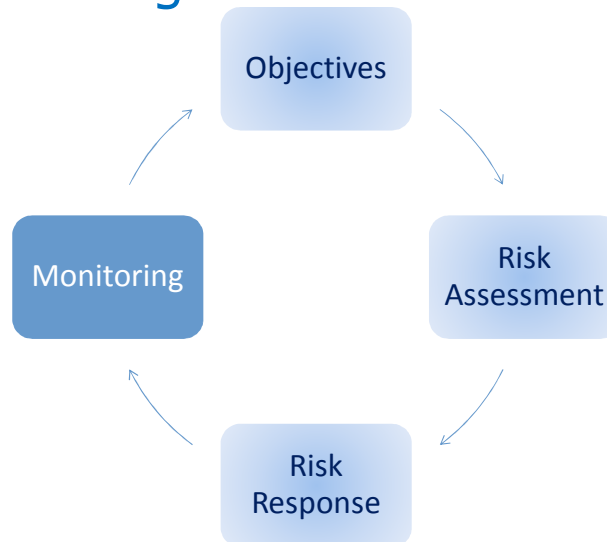 Objectives
Monitoring
Risk
Assessment
Risk
Response